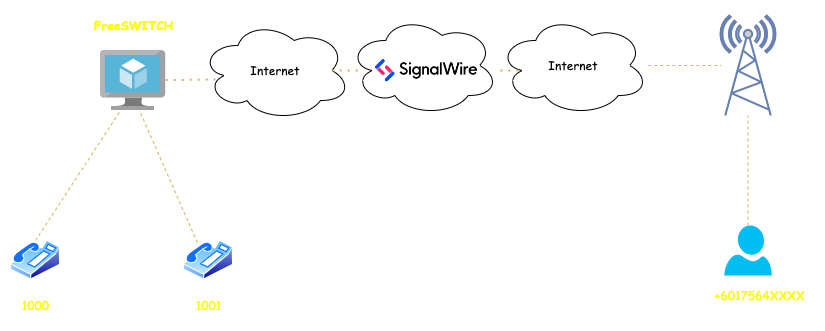 FreeSWITCH
Internet
SignalWire
Internet
1000
1001
+6017564XXXX